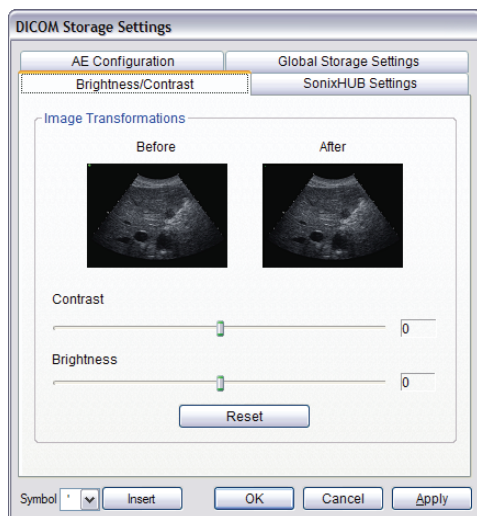 DICOM Storage Settings
AE Configuration
Global Storage Settings
Brightness/Contrast
SonixHUB Settings
Image Transformations
Before
After
Contrast
0
Brightness
0
Reset
Symbol
Insert
OK
Cancel
Apply